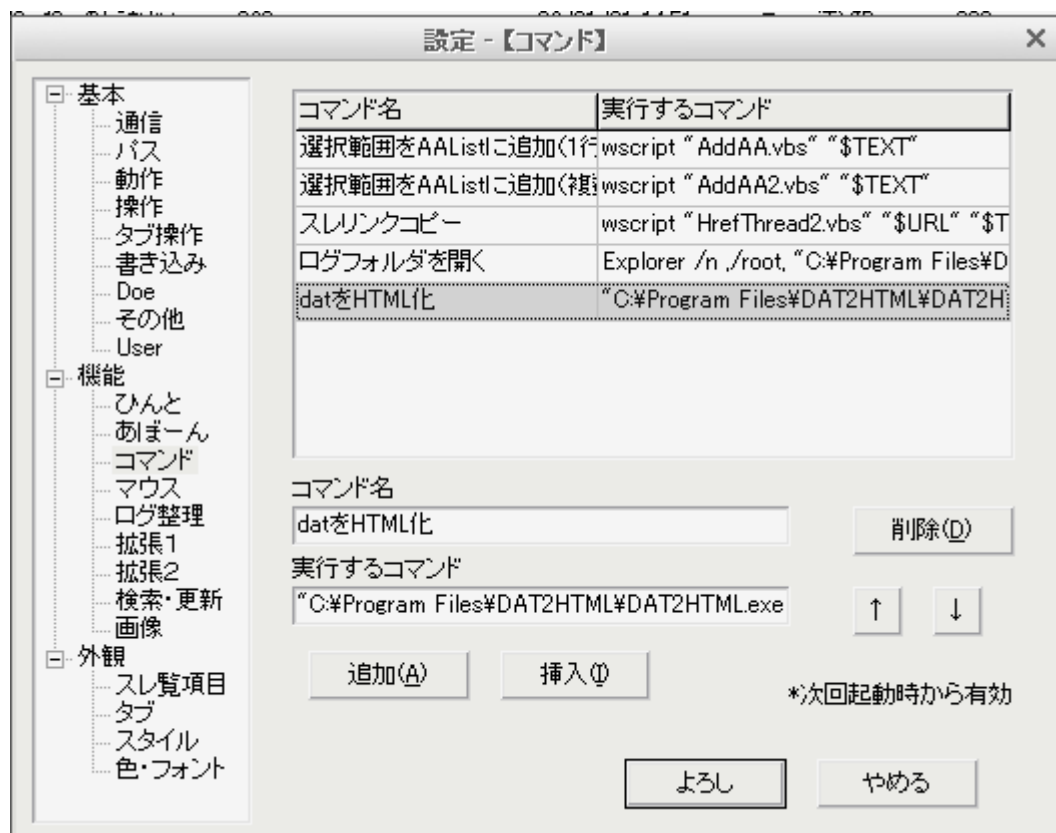 設定 -【コマンド】
基本
通信
パス
動作
操作
タブ操作
書き込み
Doe
その他
User
機能
ひんと
あぼーん
コマンド
マウス
ログ整理
拡張1
拡張2
検索・更新
画像
外観
スレ覧項目
タブ
スタイル
色・フォント
コマンド名 実行するコマンド
選択範囲をAAListに追加(1行 wscript "AddAA.vbs" "$TEXT"
選択範囲をAAListに追加(複 wscript "AddAA2.vbs" "$TEXT"
スレリンクコピー wscript "HrefThread2.vbs" "$URL" "$T
ログフォルダを開く Explorer /n ,/root, "C:¥Program Files¥D
datをHTML化 "C:¥Program Files¥DAT2HTML¥DAT2H
コマンド名
datをHTML化
削除(D)
実行するコマンド
"C:¥Program Files¥DAT2HTML¥DAT2HTML.exe
↑ ↓
追加(A) 挿入(I)
*次回起動時から有効
よろし やめる